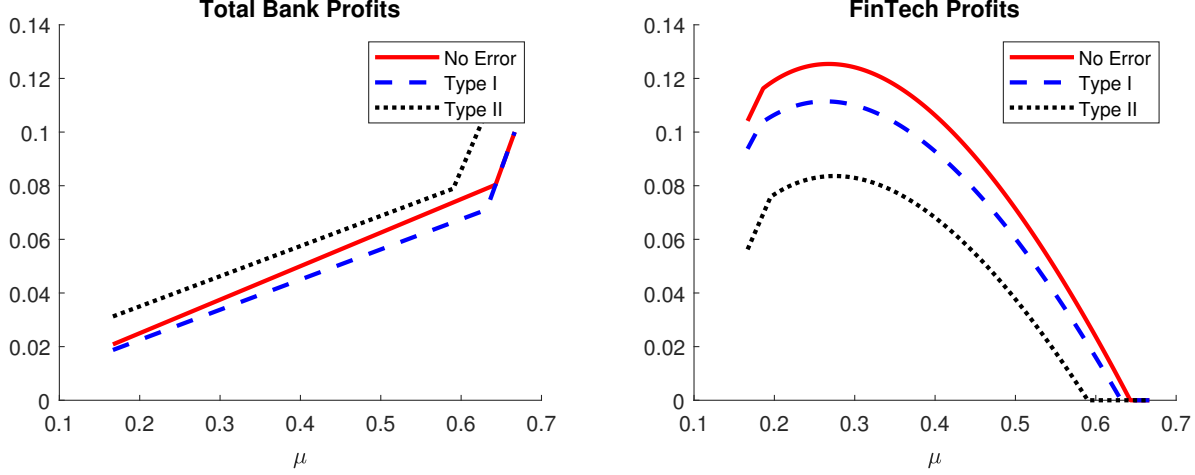 Total Bank Profits
0.14
0.12
0.1
0.08
0.06
0.04
0.02
0
0.1 0.2 0.3 0.4 0.5 0.6 0.7
μ
No Error
Type I
Type II
FinTech Profits
0.14
0.12
0.1
0.08
0.06
0.04
0.02
0
0.1 0.2 0.3 0.4 0.5 0.6 0.7
μ
No Error
Type I
Type II